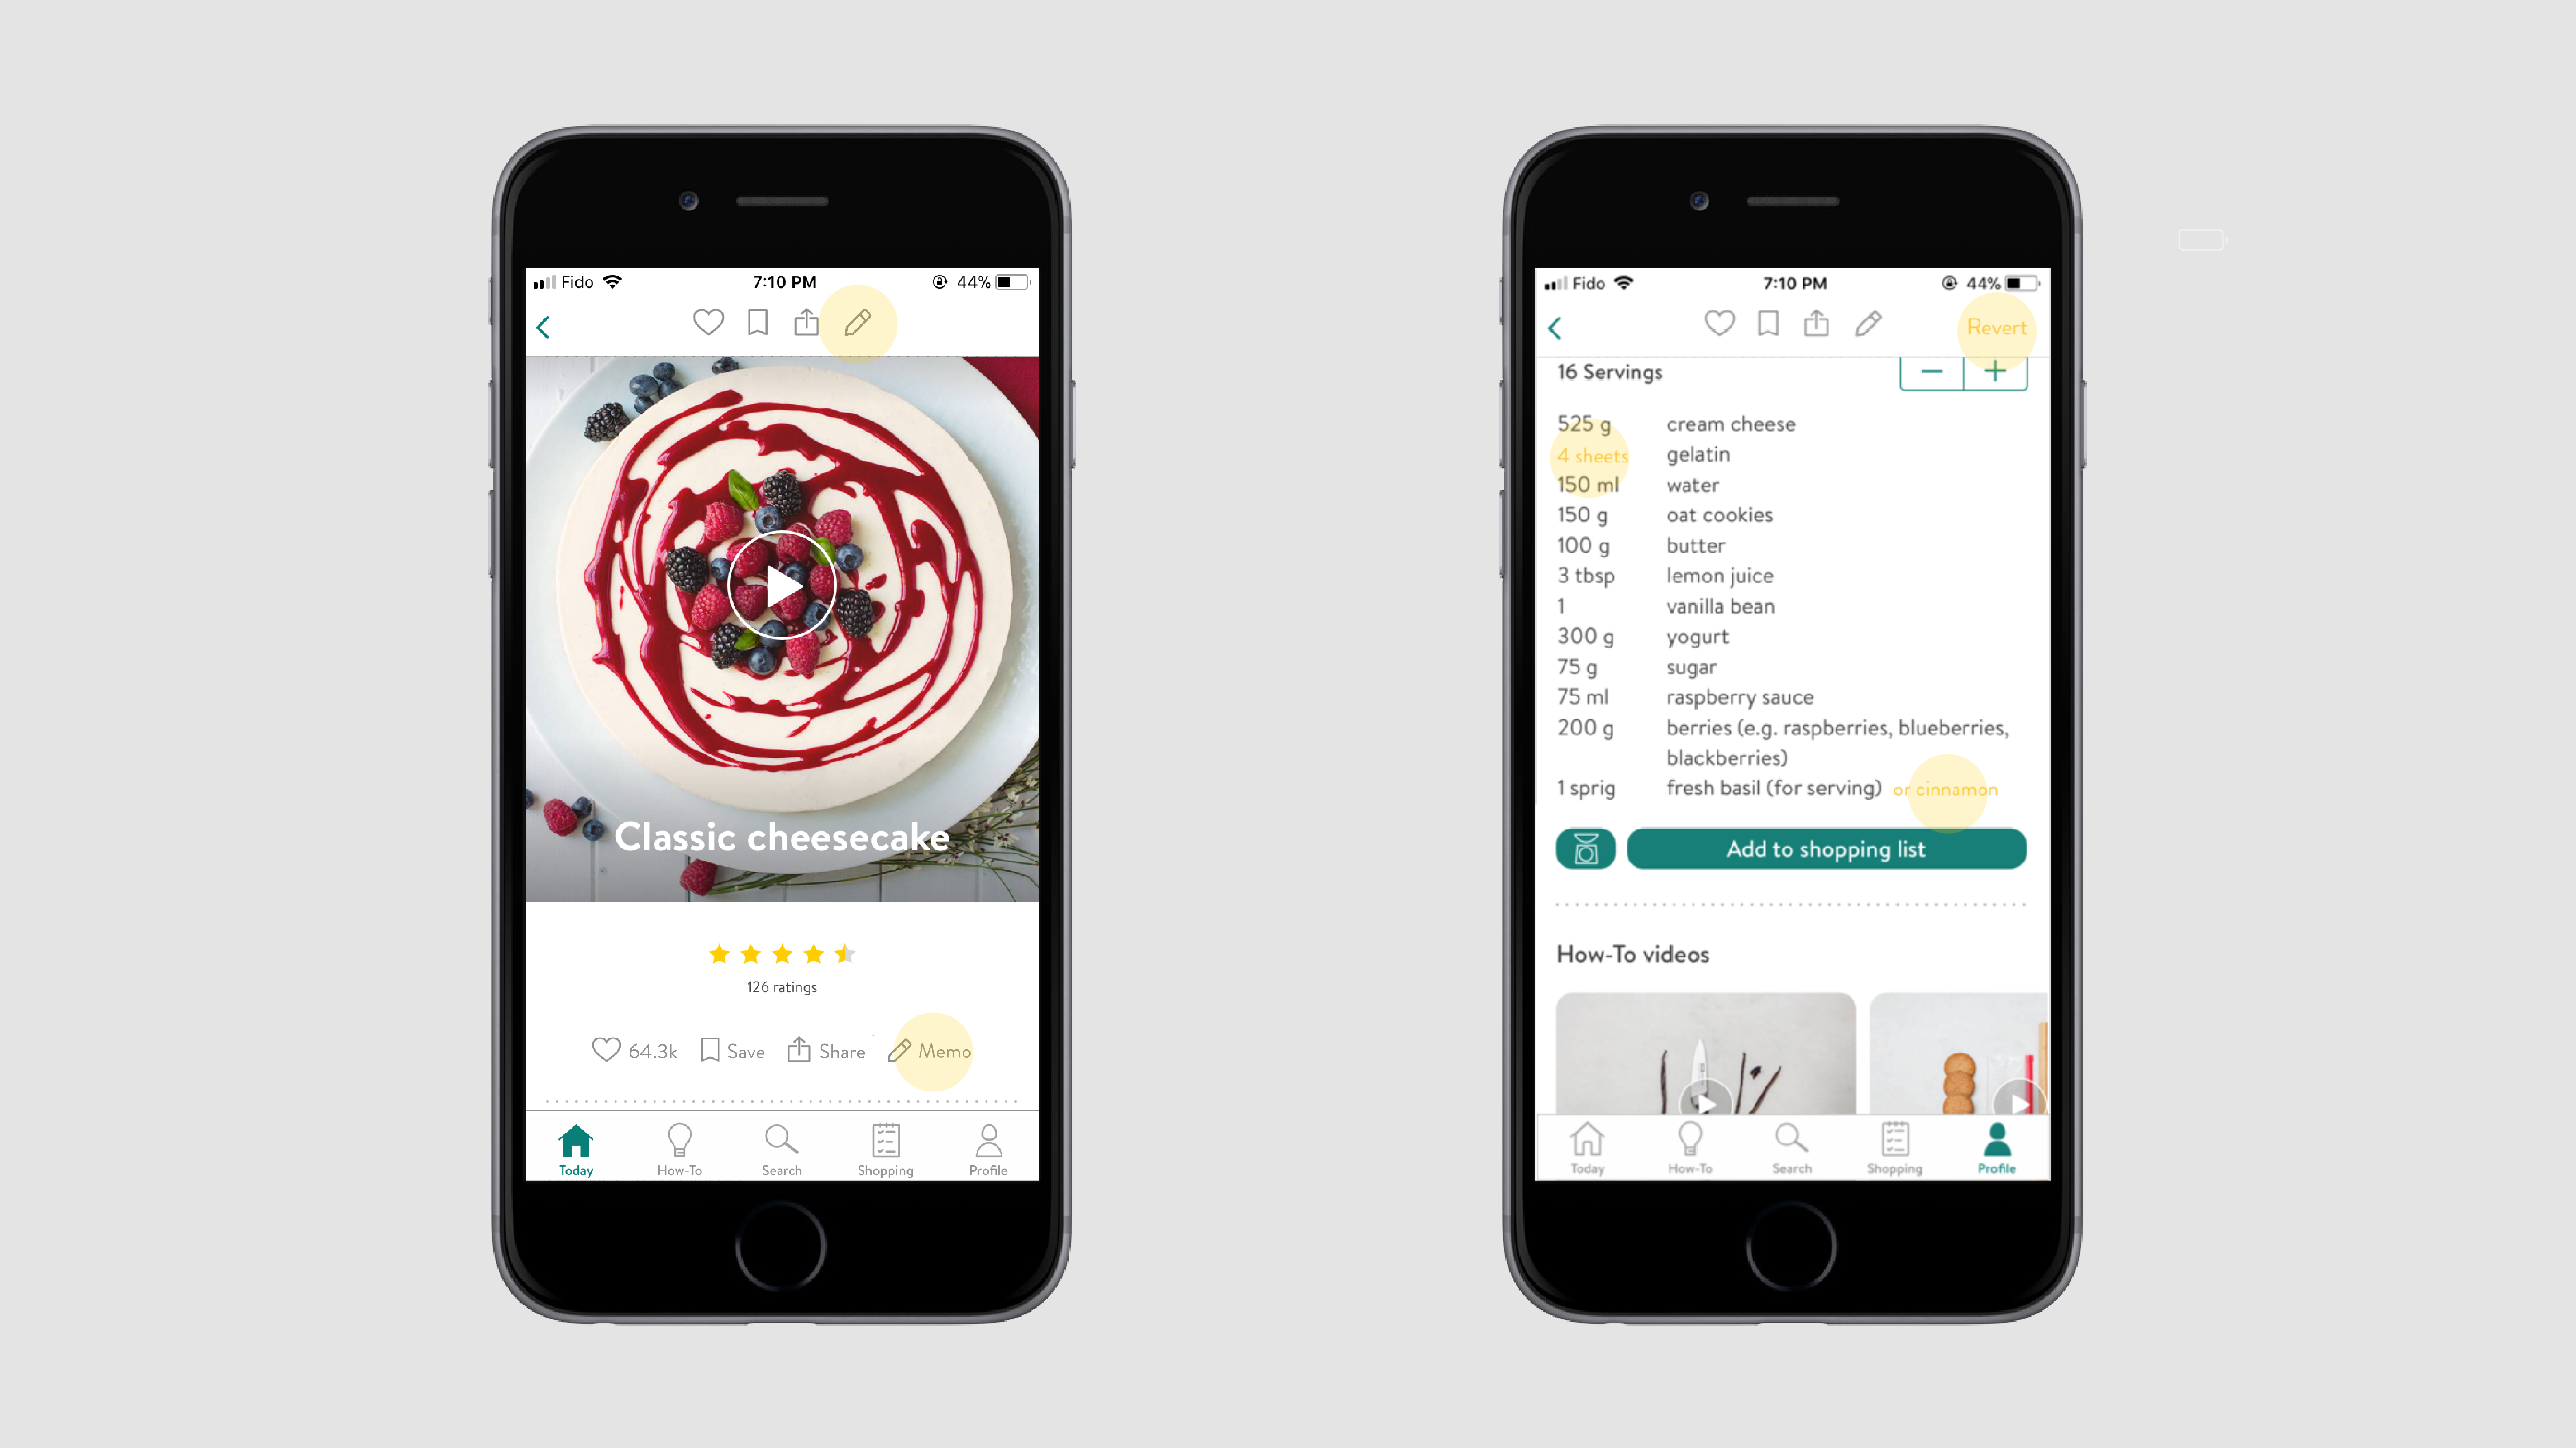 Fido 7:10 PM 44%
Classic cheesecake
126 ratings
64.3k Save Share Memo
Today How-To Search Shopping Profile
Fido 7:10 PM 44%
Revert
16 Servings
525 g cream cheese
4 sheets gelatin
150 ml water
150 g oat cookies
100 g butter
3 tbsp lemon juice
1 vanilla bean
300 g yogurt
75 g sugar
75 ml raspberry sauce
200 g berries (e.g. raspberries, blueberries,
blackberries)
1 sprig fresh basil (for serving) or cinnamon
Add to shopping list
How-To videos
Today How-To Search Shopping Profile